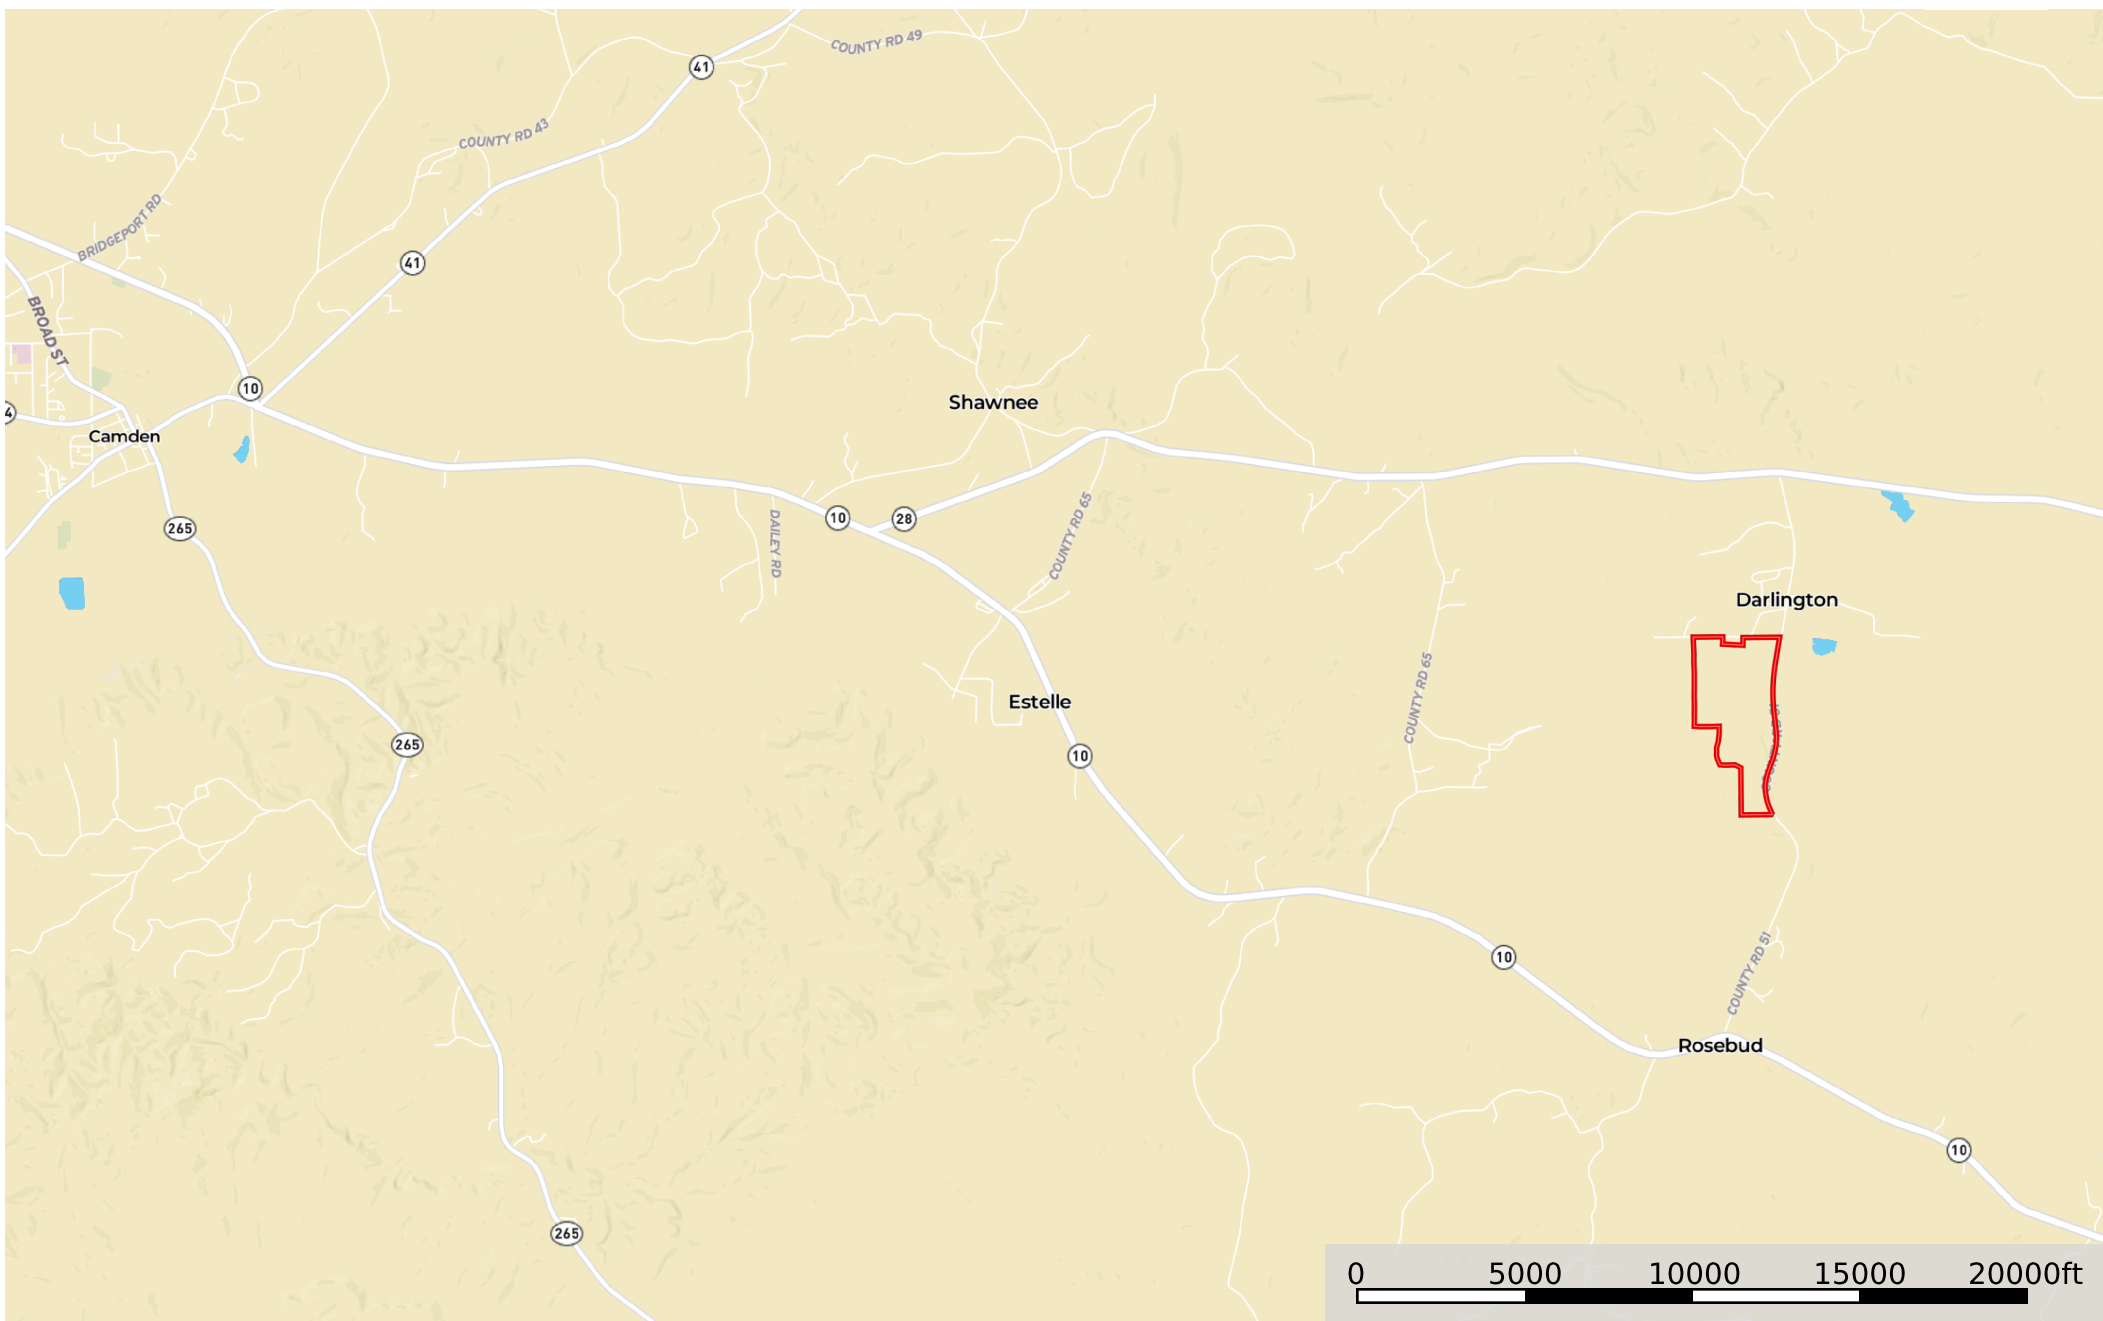 COUNTY RD 49
41
COUNTY RD 43
BRIDGEPORT RD
41
BROAD ST
10
4
Shawnee
Camden
265
10
28
DAILEY RD
COUNTY RD 65
Darlington
COUNTY RD 65
Estelle
265
10
10
COUNTY RD 51
Rosebud
10
265
0 5000 10000 15000 20000ft